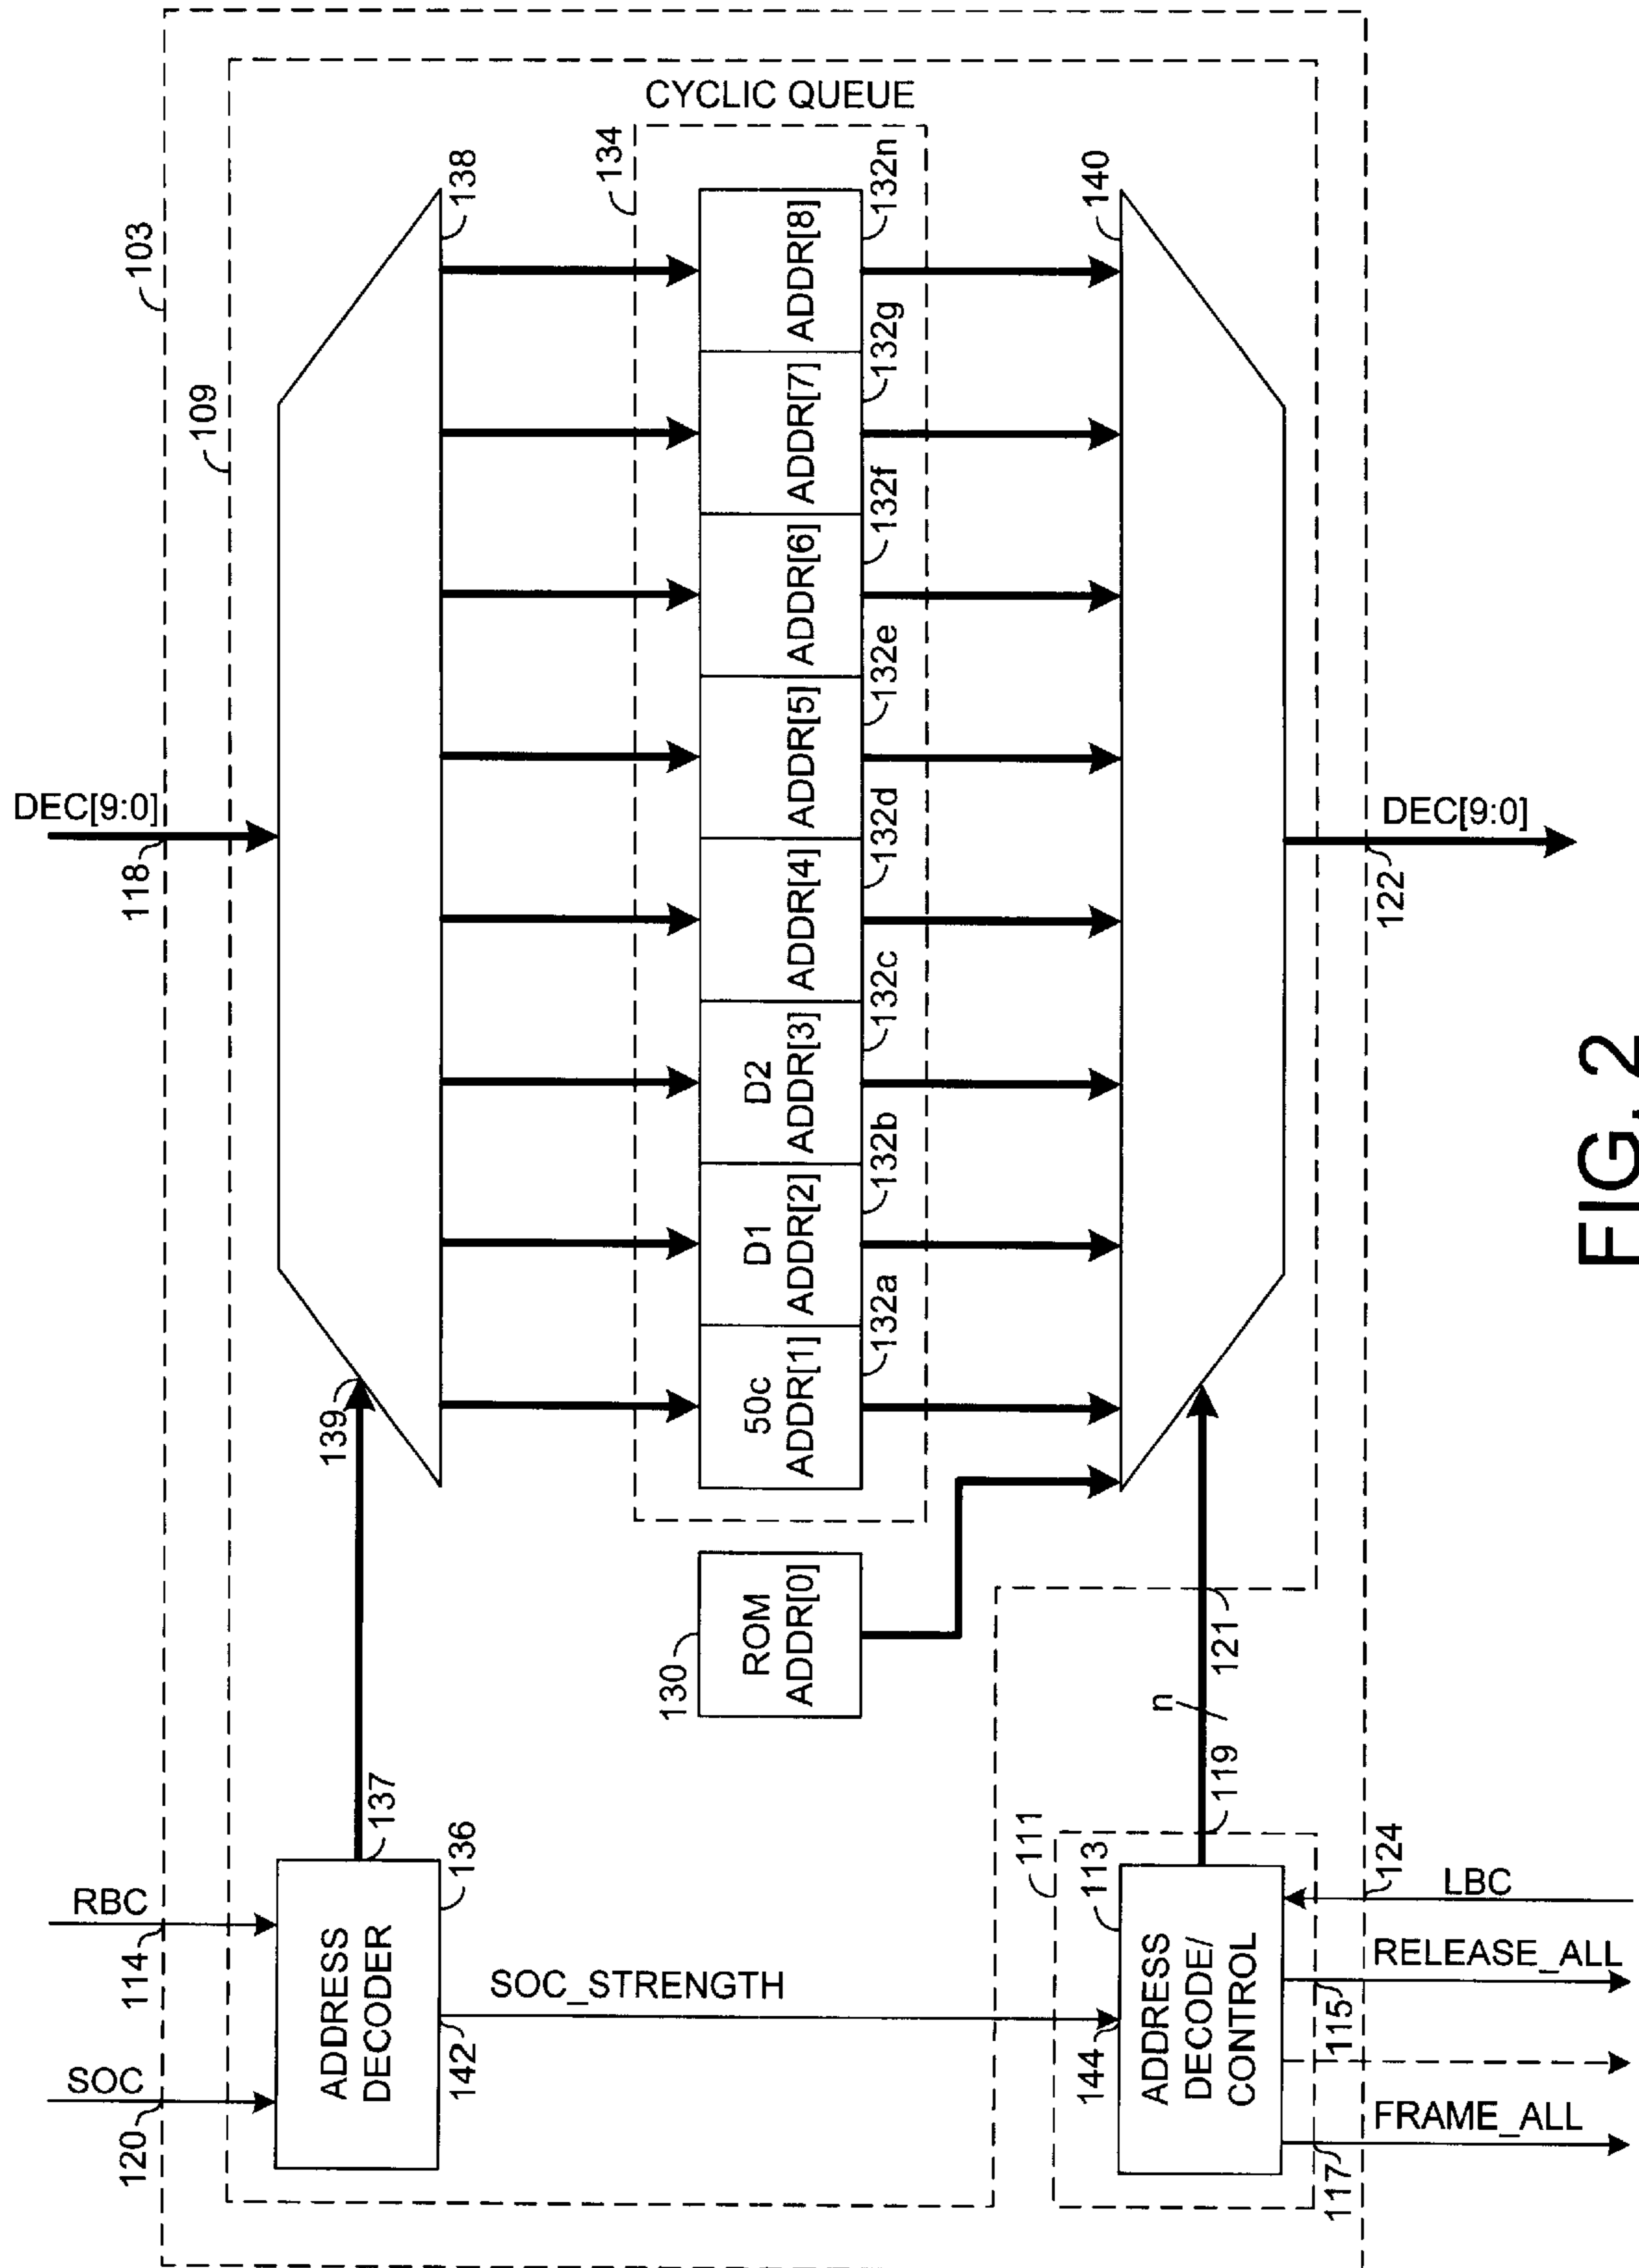 103
109
CYCLIC QUEUE
134
138
DEC[9:0]
118
139
ADDR[8]
132n
ADDR[7]
132g
ADDR[6]
132f
ADDR[5]
132e
ADDR[4]
132d
D2
ADDR[3]
132c
D1
ADDR[2]
132b
50c
ADDR[1]
132a
140
DEC[9:0]
122
ROM
ADDR[0]
130
RBC
114
SOC
120
ADDRESS
DECODER
137
136
142
SOC_STRENGTH
144
111
113
ADDRESS
DECODE/
CONTROL
119
n
121
124
LBC
RELEASE_ALL
115
FRAME_ALL
117
FIG. 2